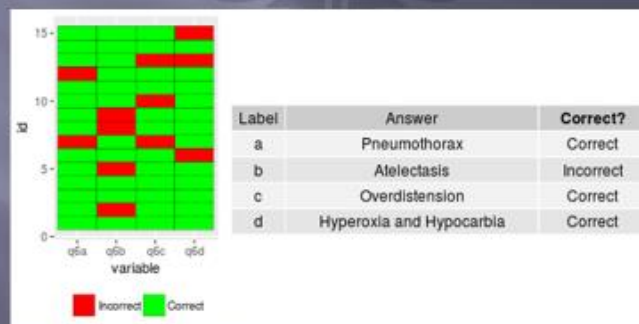 15
10
5
0
id
q6a q6b q6c q6d
variable
Incorrect Correct
Label Answer Correct?
a Pneumothorax Correct
b Atelectasis Incorrect
c Overdistension Correct
d Hyperoxia and Hypocarbia Correct